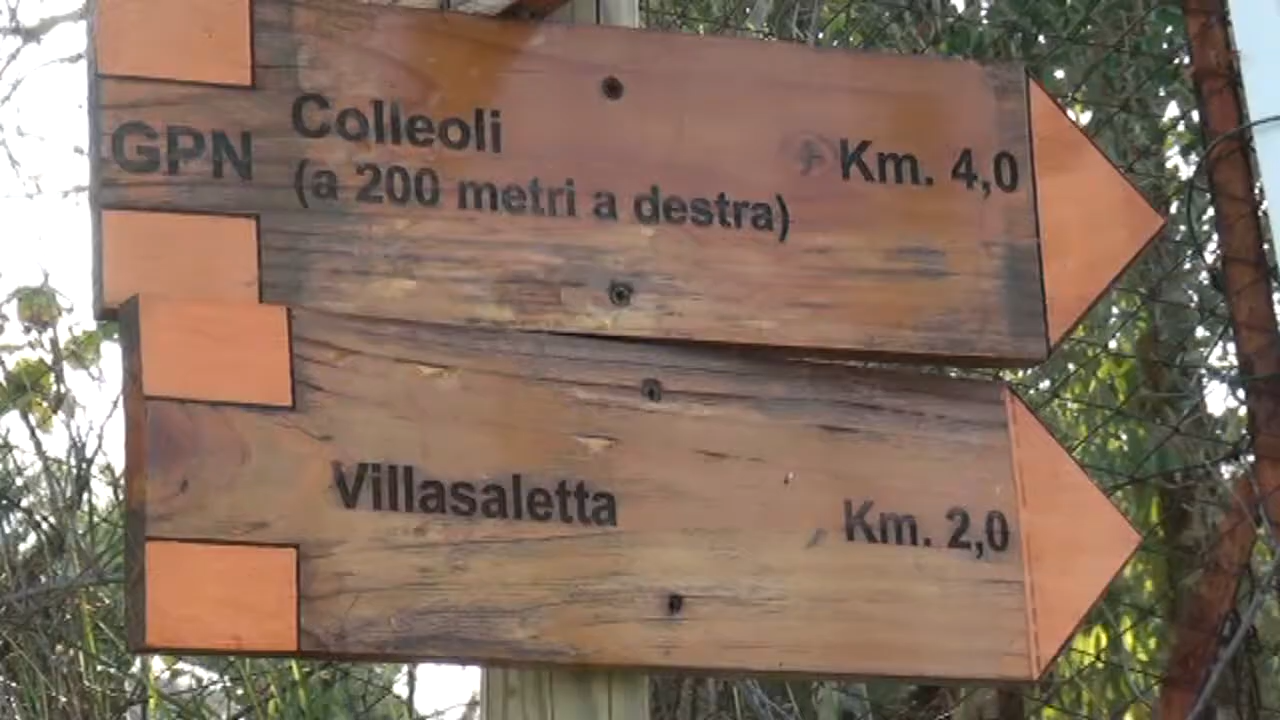 GPN Colleoli Km. 4,0
(a 200 metri a destra)
Villasaletta Km. 2,0